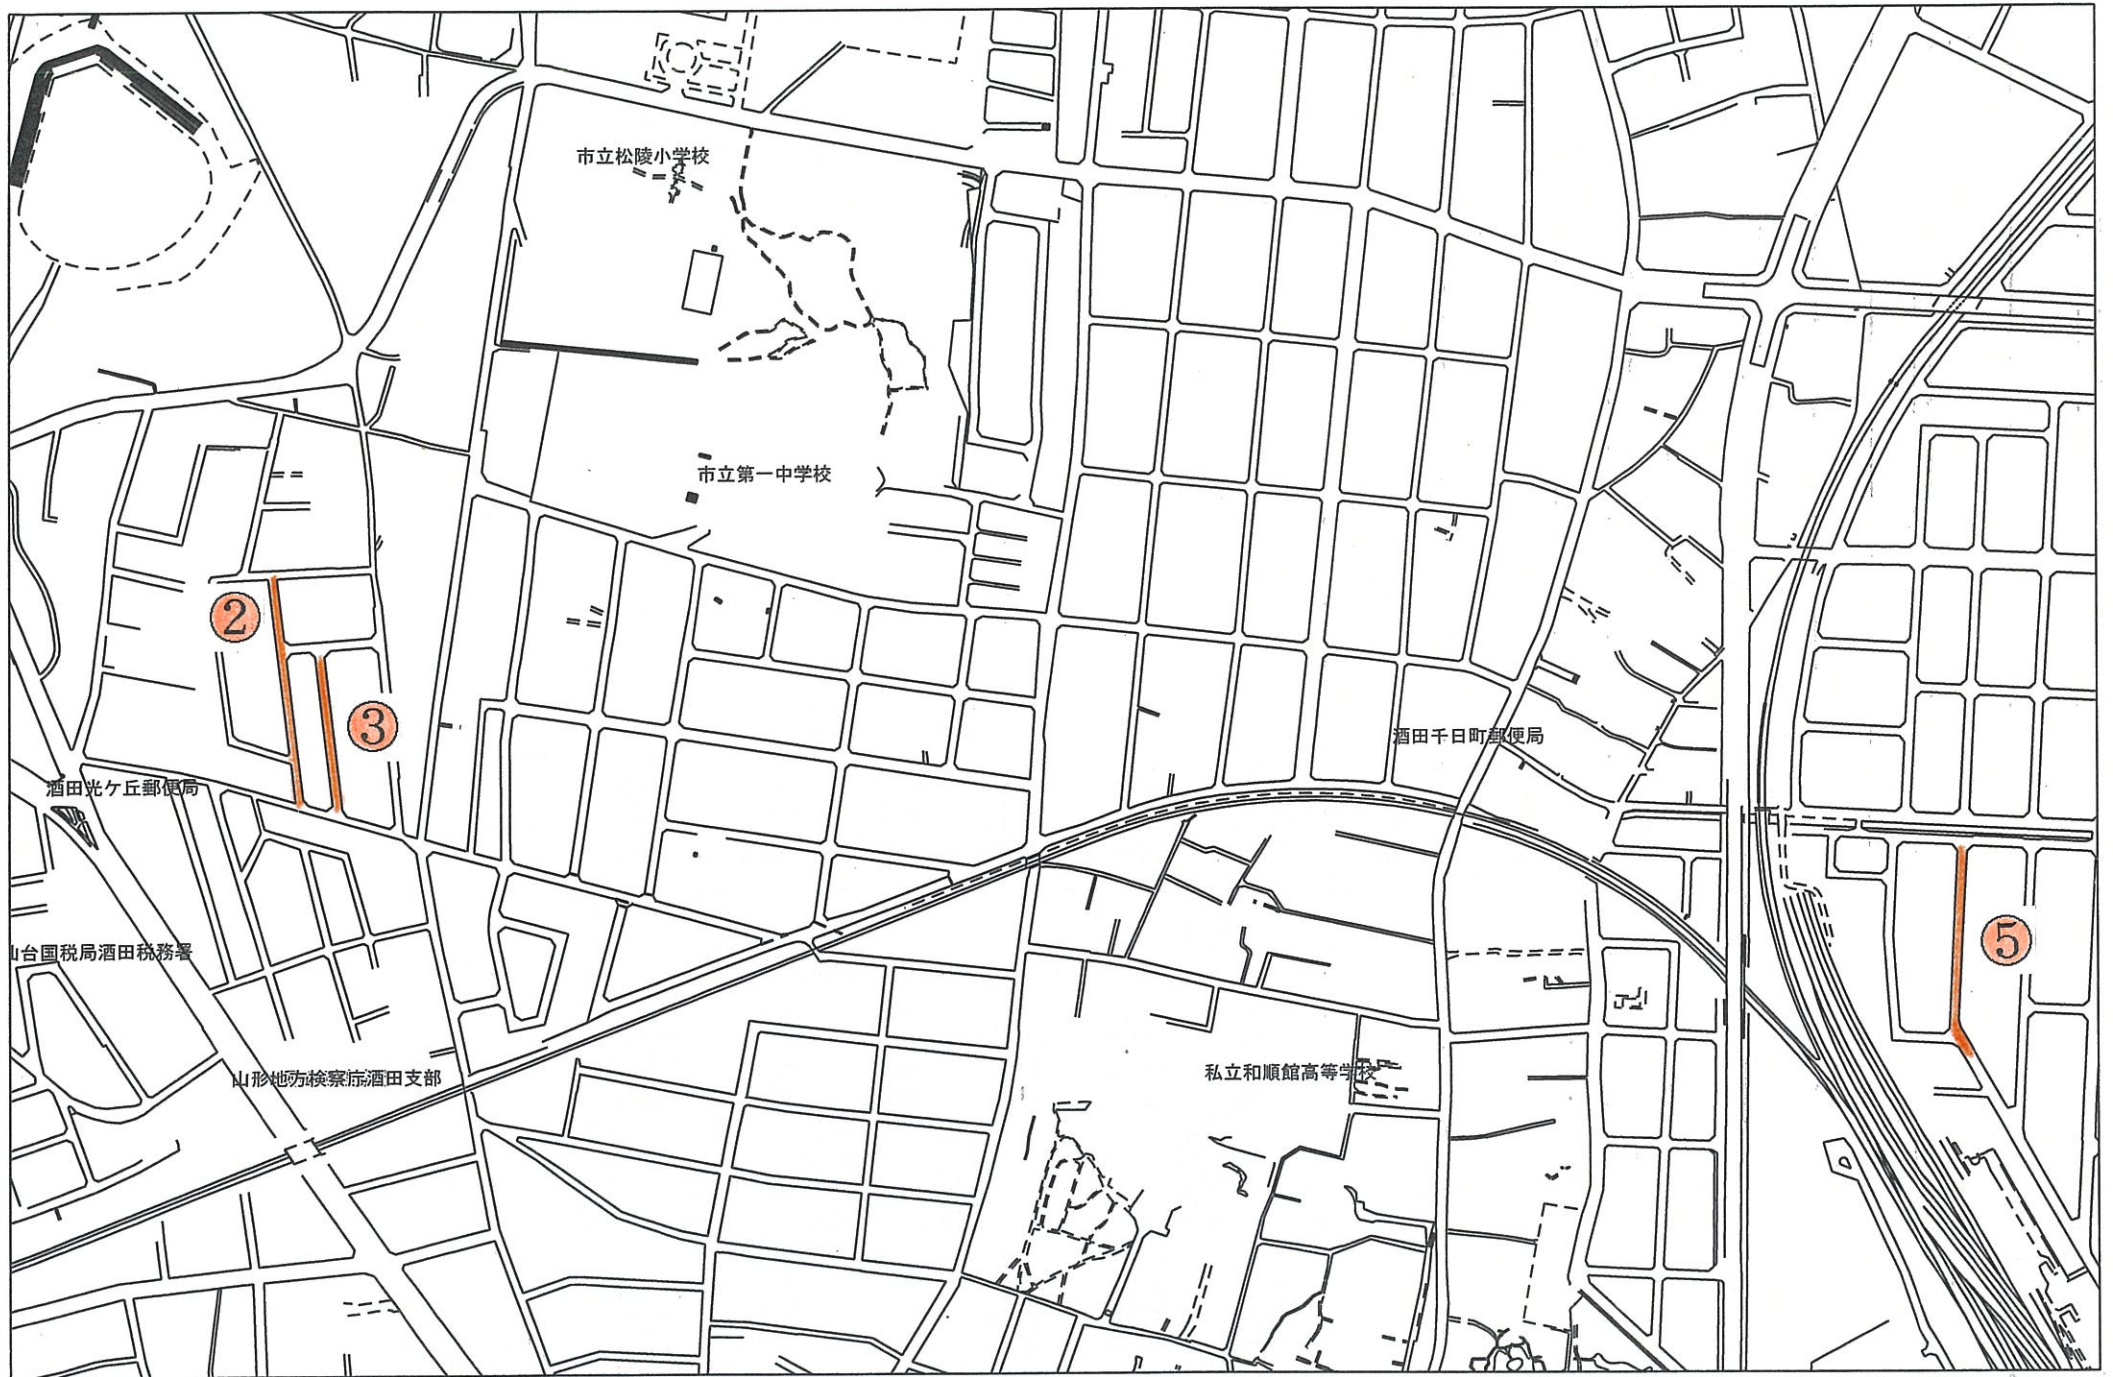 市立松陵小学校
市立第一中学校
②
③
酒田千日町郵便局
酒田光ケ丘郵便局
⑤
山台国税局酒田税務署
私立和順館高等学校
山形地方検察庁酒田支部